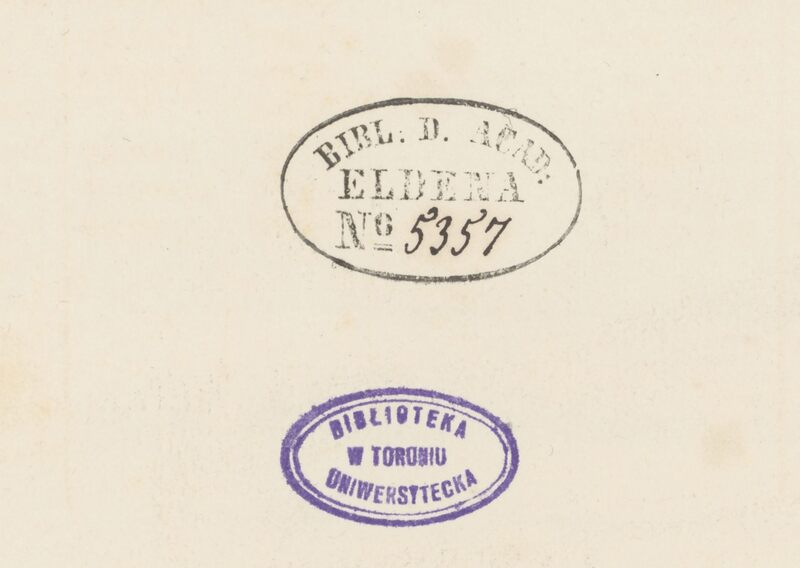 BIBL. D. ACAD.
ELDENA
No 5357
BIBLIOTEKA
W TORUNIU
UNIWERSYTECKA